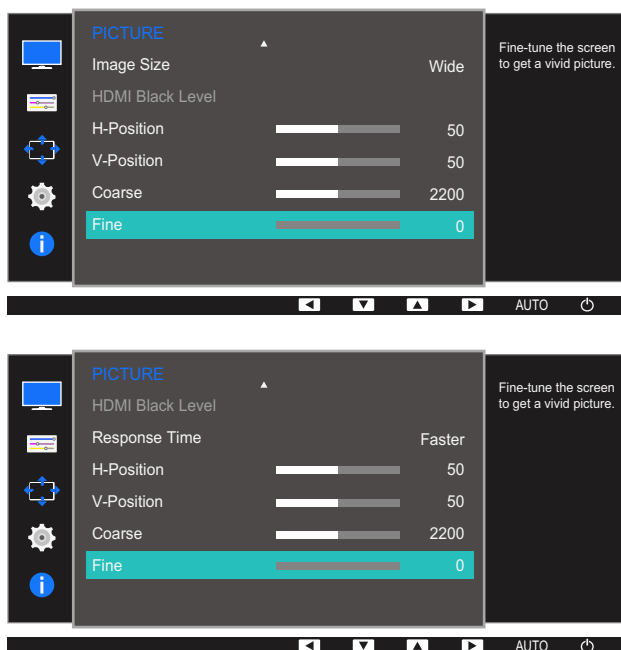 PICTURE
Image Size Wide
HDMI Black Level
H-Position 50
V-Position 50
Coarse 2200
Fine 0
Fine-tune the screen
to get a vivid picture.
AUTO
PICTURE
HDMI Black Level
Response Time Faster
H-Position 50
V-Position 50
Coarse 2200
Fine 0
Fine-tune the screen
to get a vivid picture.
AUTO